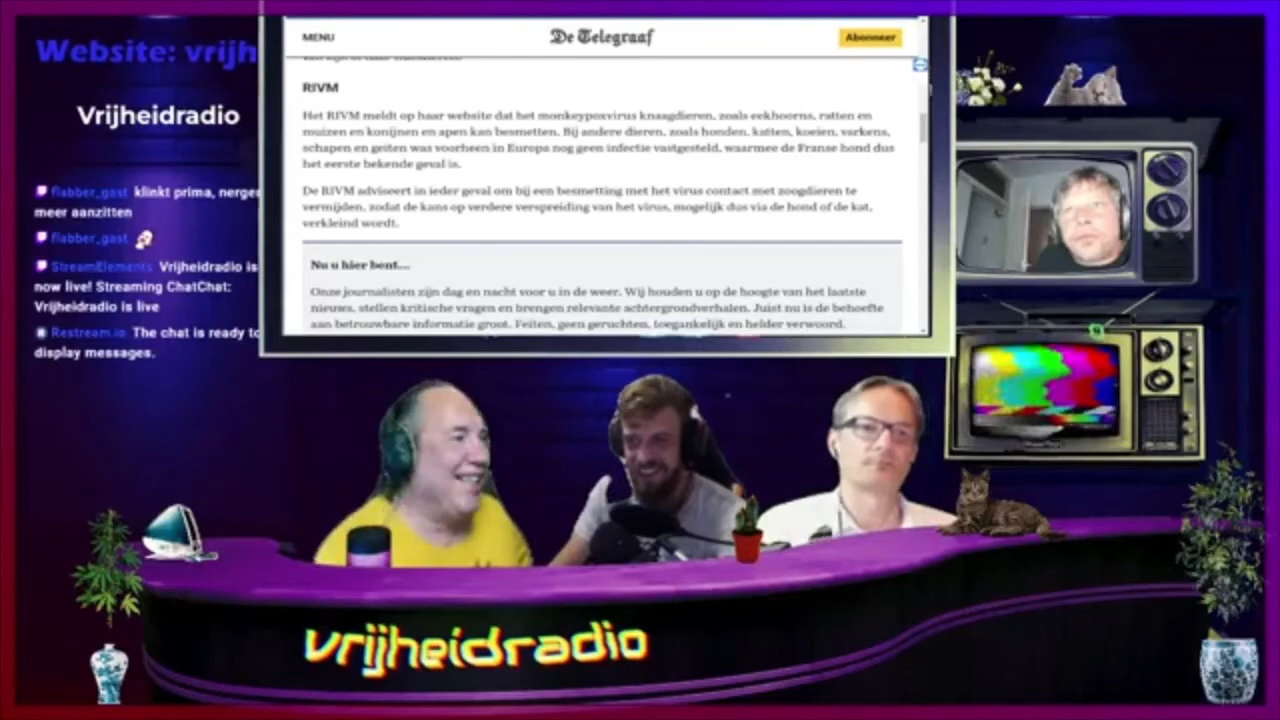 Website: vrijh
Vrijheidradio
flabber_gast klinkt prima, nerger
meer aanzitten
flabber_gast
StreamElements Vrijheidradio is
now live! Streaming ChatChat:
Vrijheidradio is live
Restream.io The chat is ready to
display messages.
MENU
De Telegraaf
Abonneer
RIVM
Het RIVM meldt op haar website dat het monkeypoxvirus knaagdieren, zoals eekhoorns, ratten en
muizen en konijnen en apen kan besmetten. Bij andere dieren, zoals honden, katten, koeien, varkens,
schapen en geiten was voorheen in Europa nog geen infectie vastgesteld, waarmee de Franse hond dus
het eerste bekende geval is.
De RIVM adviseert in ieder geval om bij een besmetting met het virus contact met zoogdieren te
vermijden, zodat de kans op verdere verspreiding van het virus, mogelijk dus via de hond of de kat,
verkleind wordt.
Nu u hier bent...
Onze journalisten zijn dag en nacht voor u in de weer. Wij houden u op de hoogte van het laatste
nieuws, stellen kritische vragen en brengen relevante achtergrondverhalen. Juist nu is de behoefte
aan betrouwbare informatie groot. Feiten, geen geruchten, toegankelijk en helder verwoord.
vrijheidradio